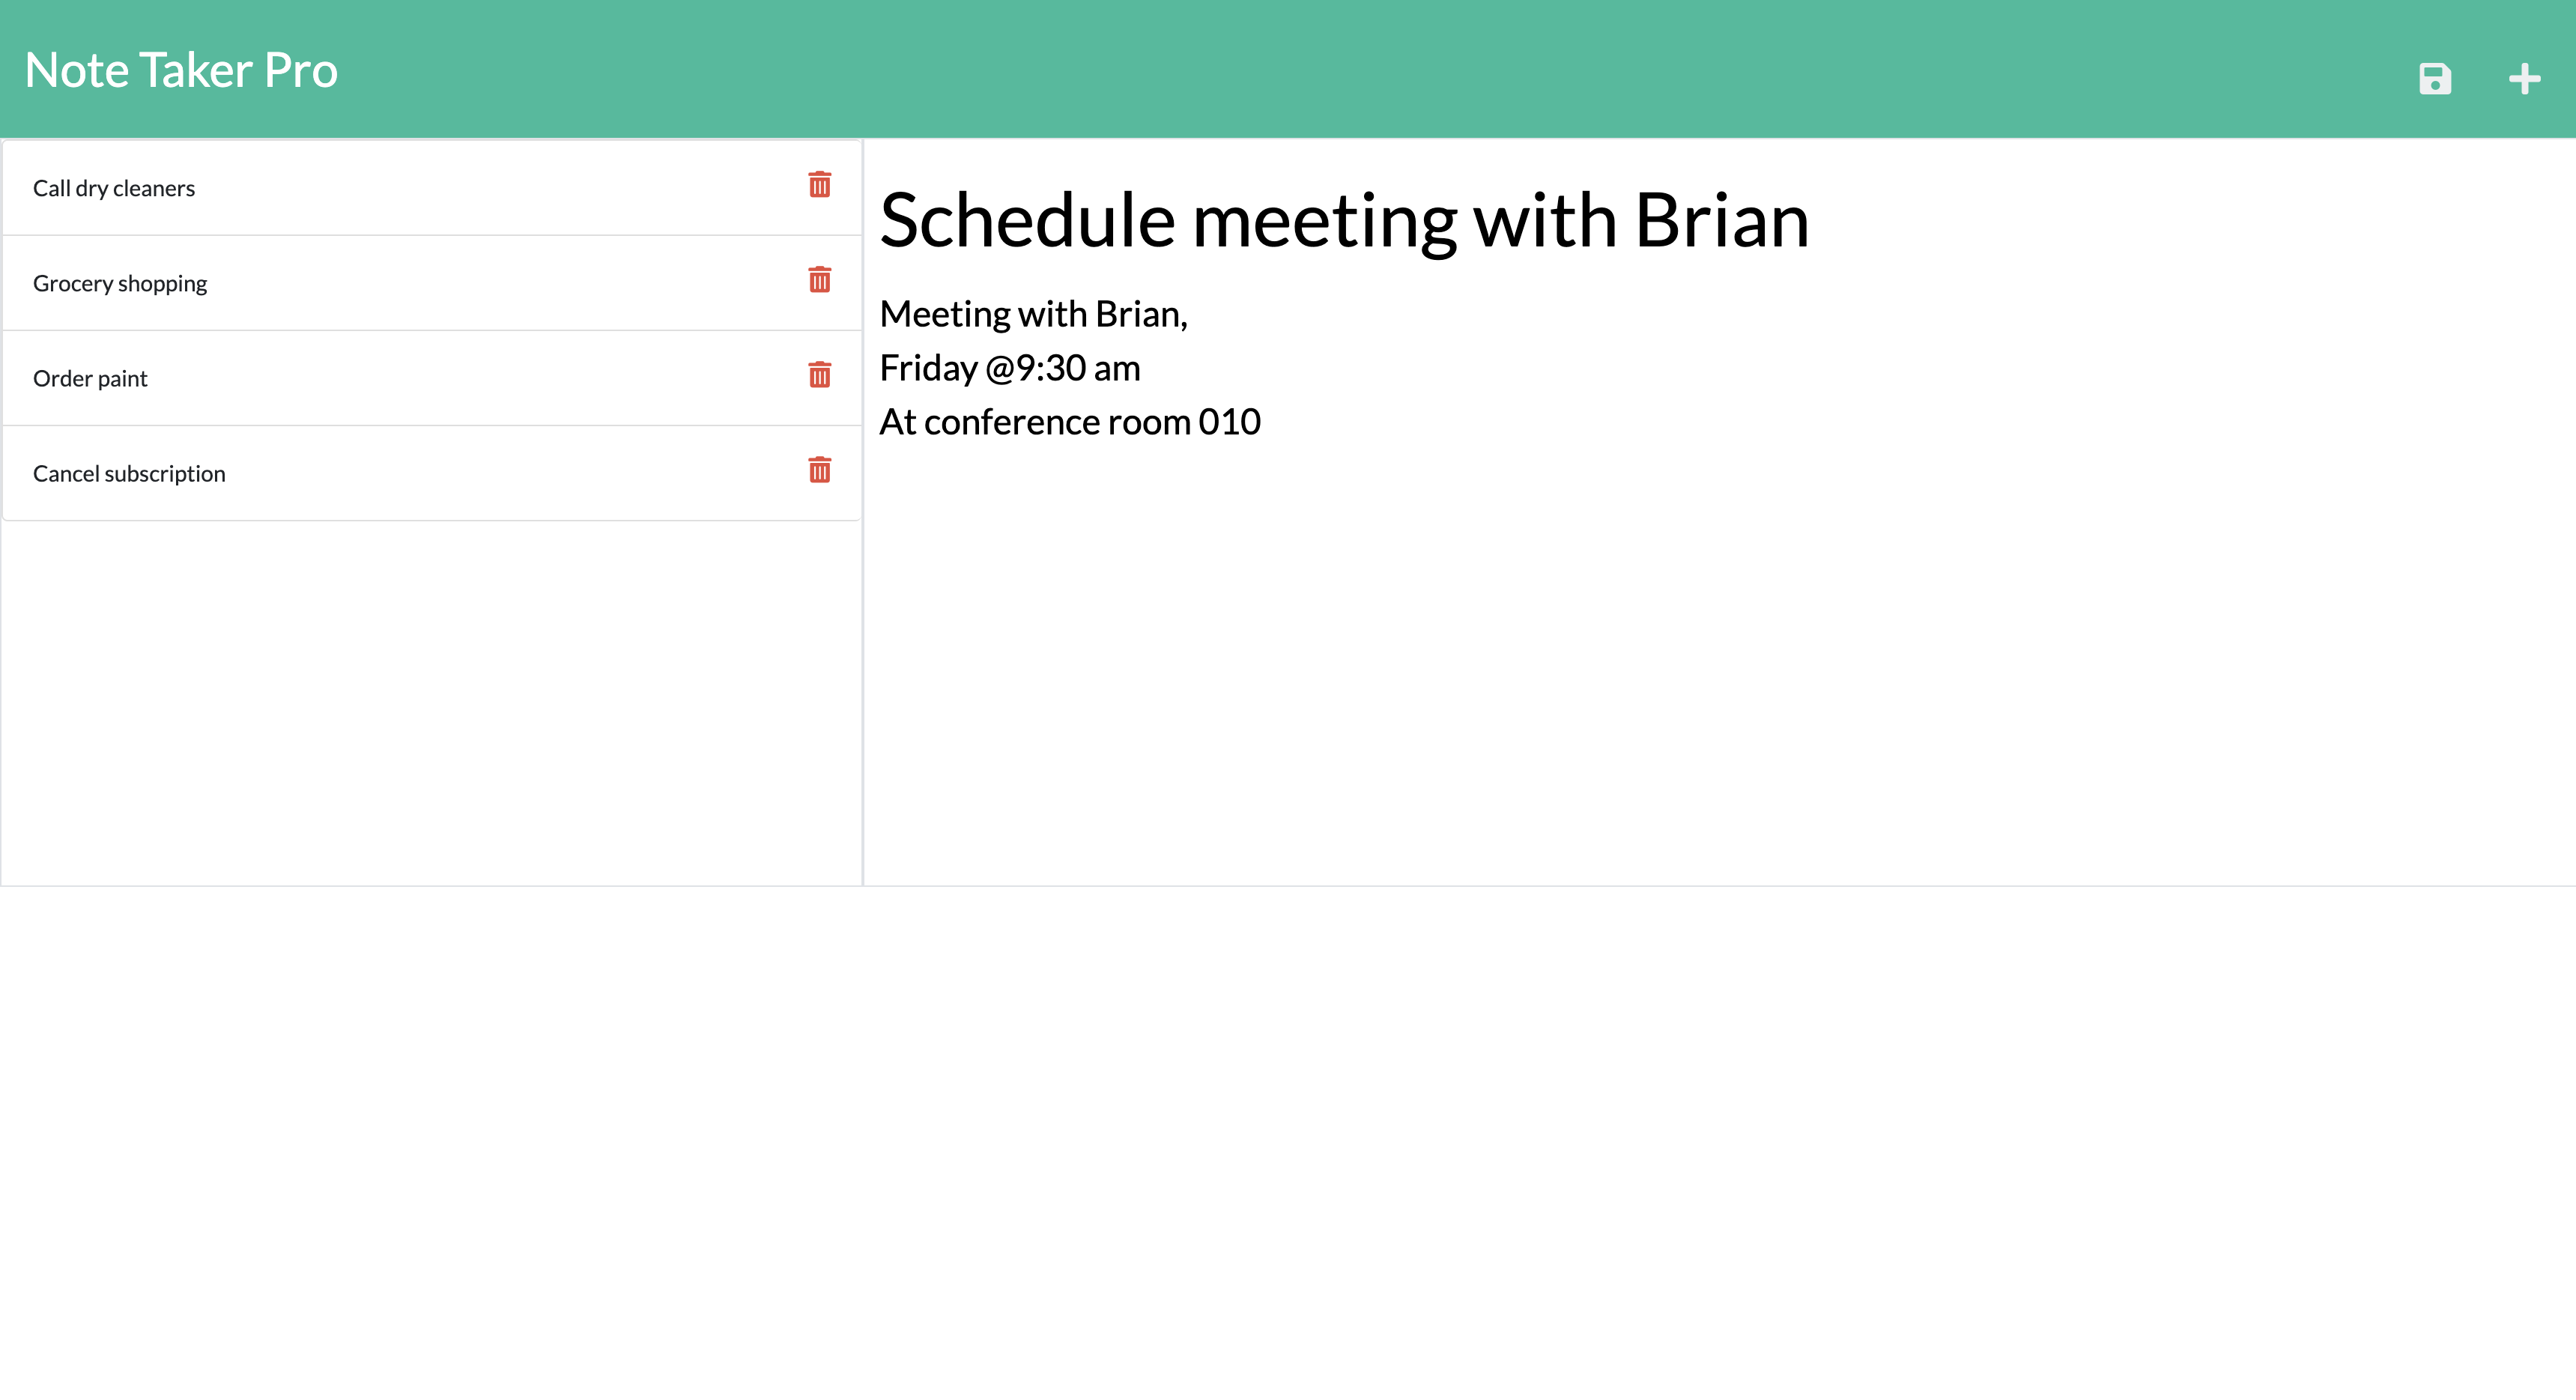 Note Taker Pro
Call dry cleaners
Grocery shopping
Order paint
Cancel subscription
Schedule meeting with Brian
Meeting with Brian,
Friday @9:30 am
At conference room 010